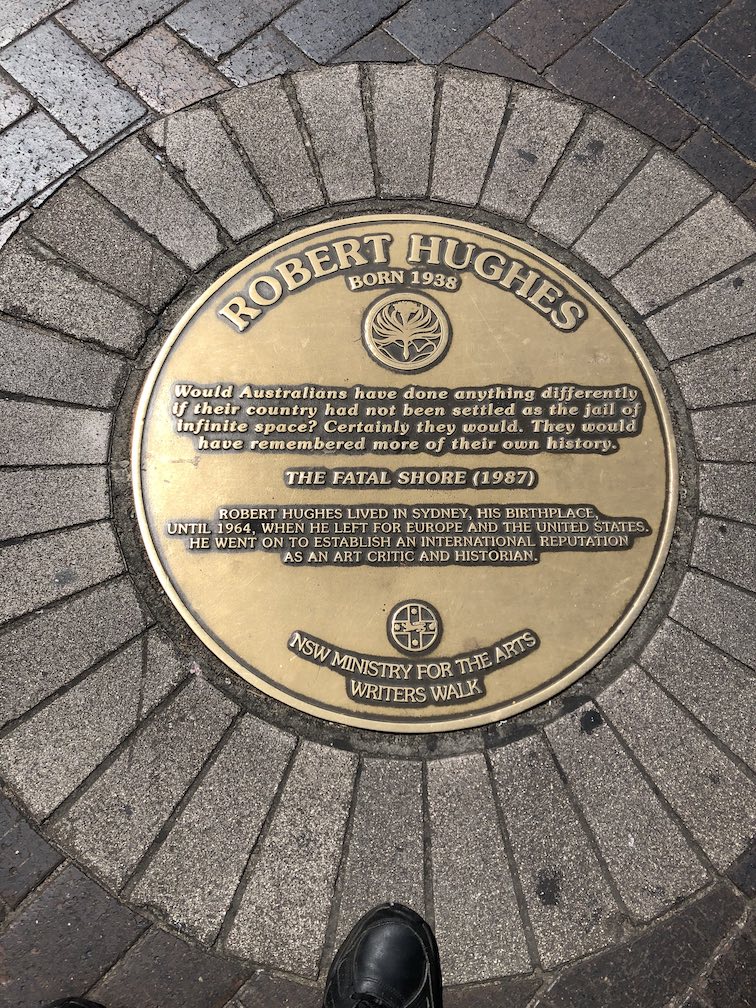 ROBERT HUGHES
BORN 1938
Would Australians have done anything differently
if their country had not been settled as the jail of
infinite space? Certainly they would. They would
have remembered more of their own history.
THE FATAL SHORE (1987)
ROBERT HUGHES LIVED IN SYDNEY, HIS BIRTHPLACE,
UNTIL 1964, WHEN HE LEFT FOR EUROPE AND THE UNITED STATES.
HE WENT ON TO ESTABLISH AN INTERNATIONAL REPUTATION
AS AN ART CRITIC AND HISTORIAN.
NSW MINISTRY FOR THE ARTS
WRITERS WALK